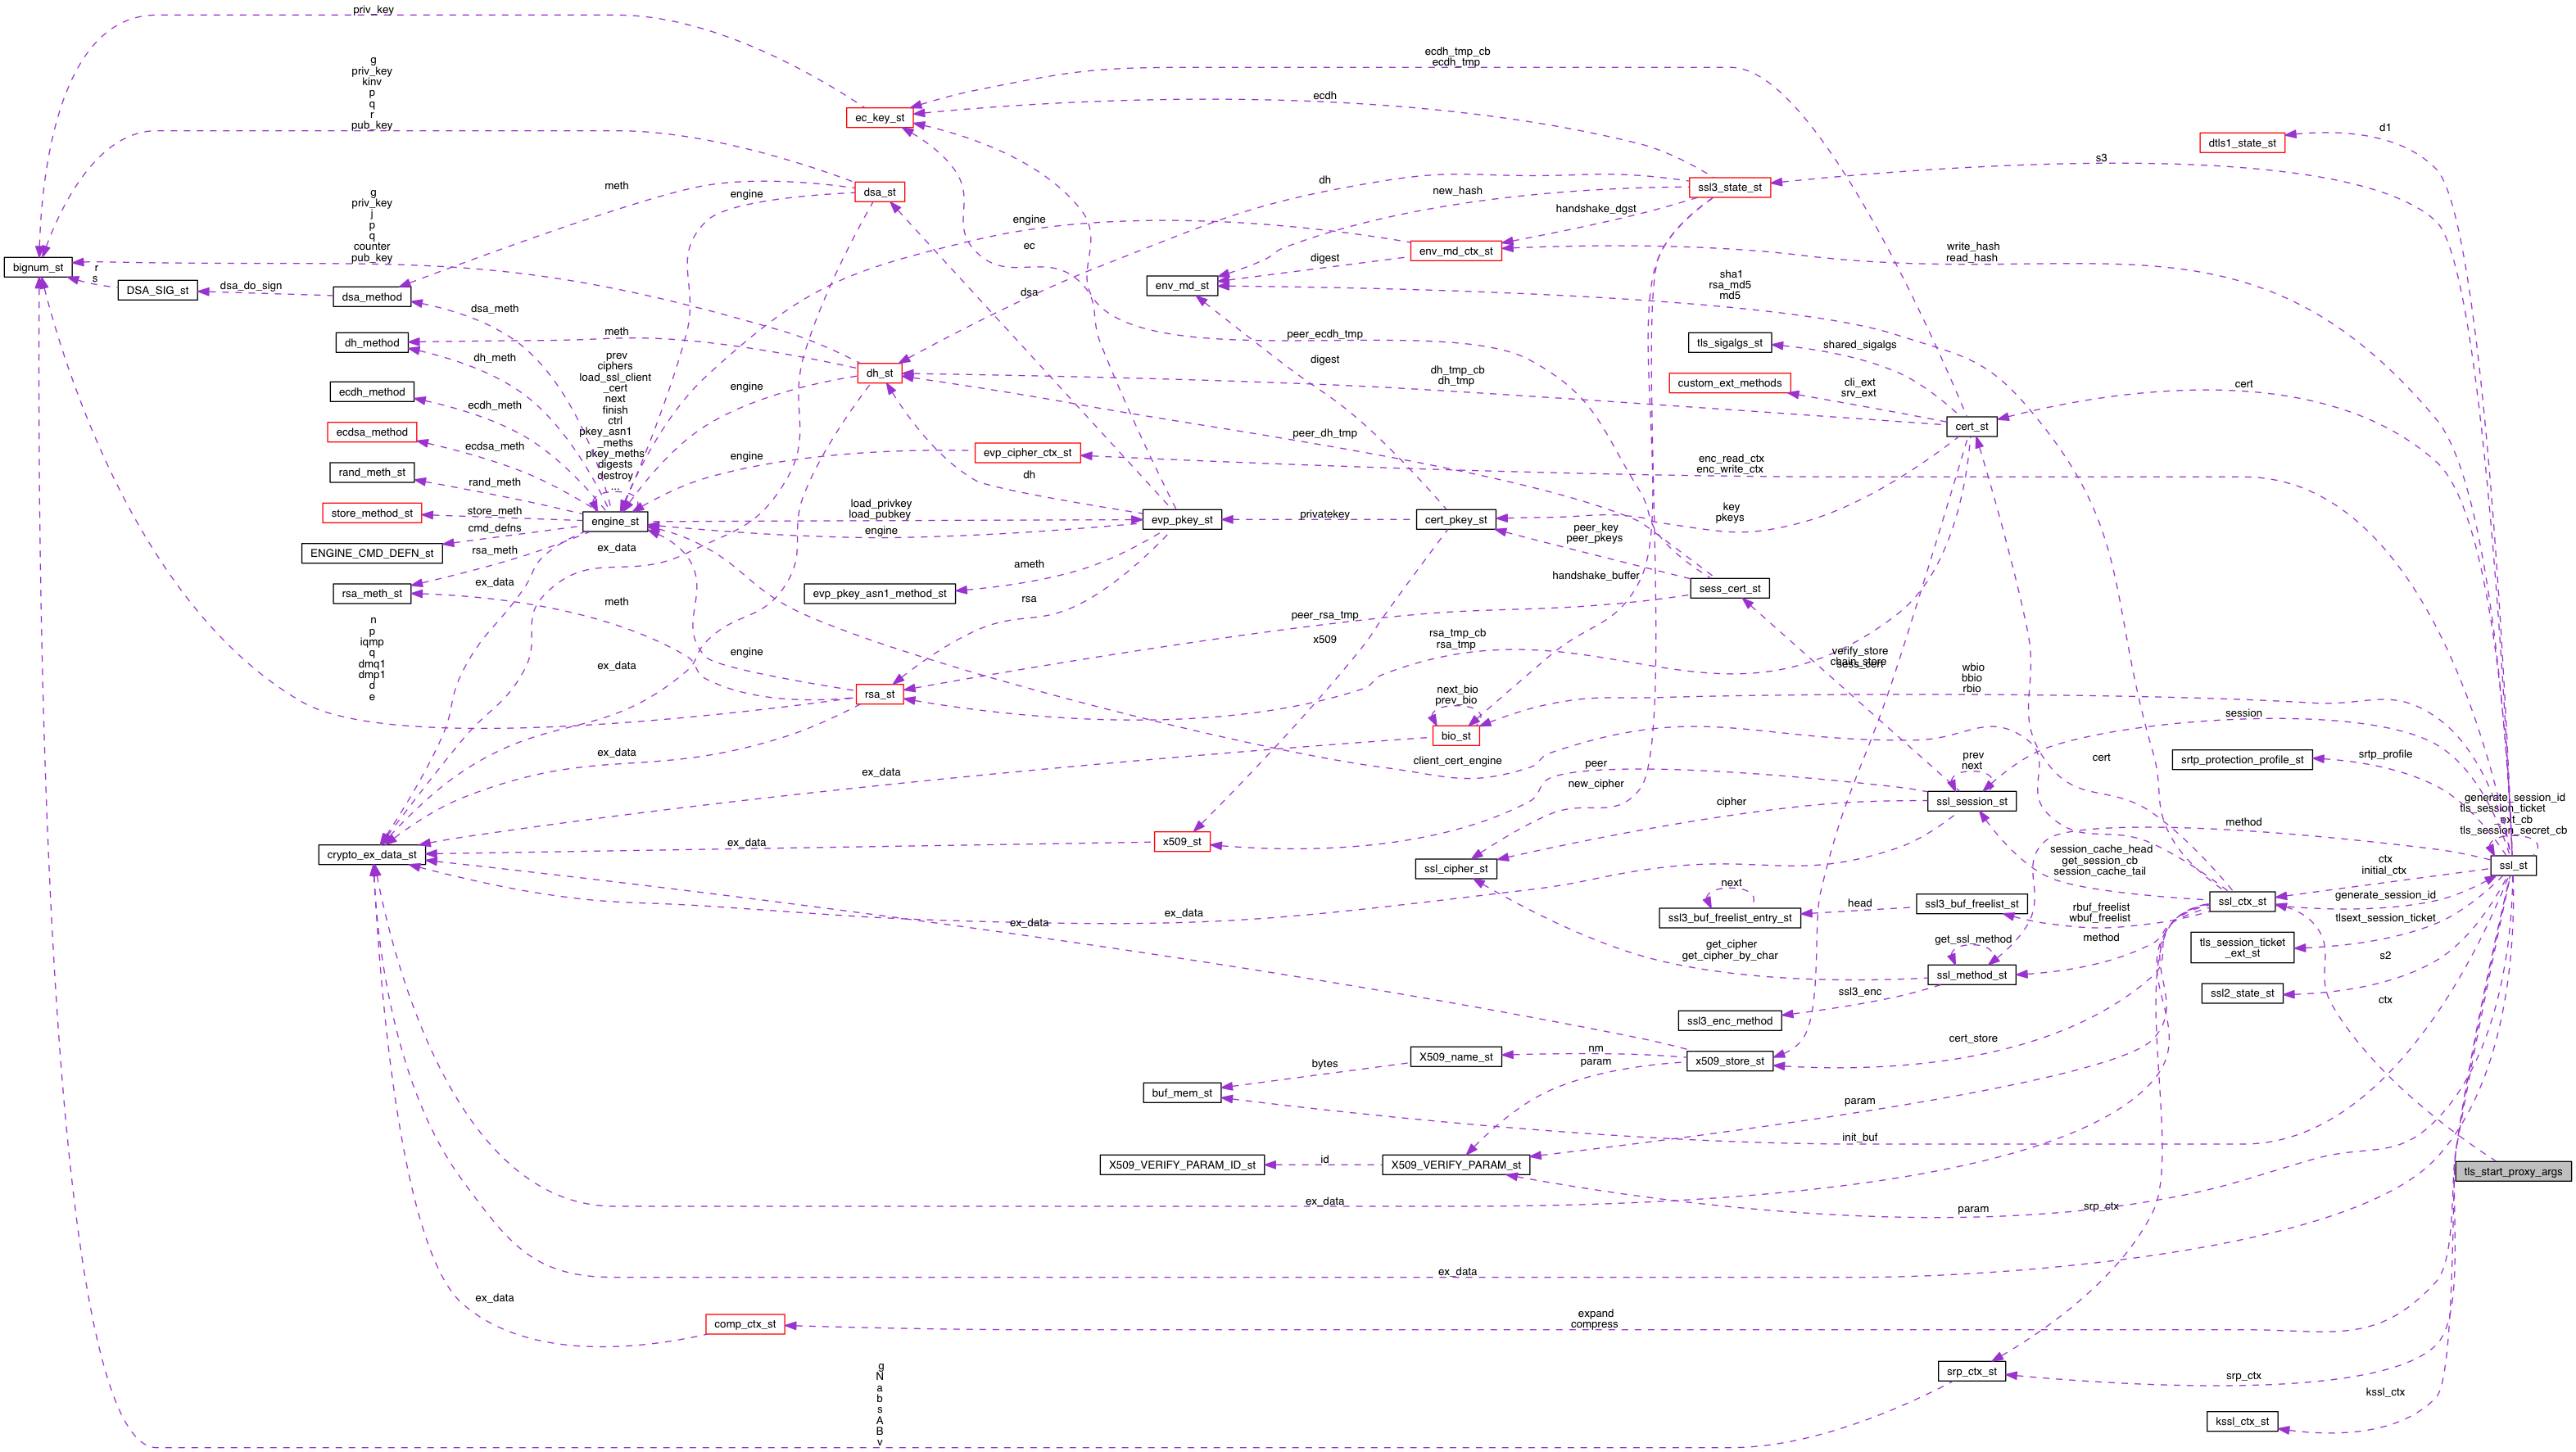 priv_key
g
priv_key
kinv
p
q
r
pub_key
g
priv_key
j
p
q
counter
pub_key
bignum_st
r
s
DSA_SIG_st
dsa_do_sign
dsa_method
dh_method
ecdh_method
ecdsa_method
rand_meth_st
store_method_st
ENGINE_CMD_DEFN_st
rsa_meth_st
n
p
iqmp
q
dmq1
dmp1
d
e
crypto_ex_data_st
dsa_meth
dh_meth
ecdh_meth
ecdsa_meth
rand_meth
store_meth
cmd_defns
rsa_meth
ex_data
ex_data
meth
engine
meth
prev
ciphers
load_ssl_client
_cert
next
finish
ctrl
pkey_asn1
_meths
pkey_meths
digests
destroy
...
engine_st
ex_data
meth
ex_data
ex_data
engine
engine
engine
ec_key_st
dsa_st
dh_st
load_privkey
load_pubkey
engine
rsa_st
ex_data
engine
ec
dsa
evp_cipher_ctx_st
dh
evp_pkey_st
ameth
evp_pkey_asn1_method_st
rsa
client_cert_engine
ex_data
x509_st
ex_data
ex_data
comp_ctx_st
g
N
a
b
s
A
B
v
ecdh_tmp_cb
ecdh_tmp
ecdh
dh
new_hash
engine
digest
env_md_ctx_st
handshake_dgst
env_md_st
peer_ecdh_tmp
digest
dh_tmp_cb
dh_tmp
peer_dh_tmp
privatekey
cert_pkey_st
peer_key
peer_pkeys
handshake_buffer
peer_rsa_tmp
x509
rsa_tmp_cb
rsa_tmp
next_bio
prev_bio
bio_st
peer
new_cipher
ssl_cipher_st
ex_data
get_cipher
get_cipher_by_char
next
ssl3_buf_freelist_entry_st
ssl3_enc_method
nm
param
X509_name_st
bytes
buf_mem_st
X509_VERIFY_PARAM_ID_st
id
X509_VERIFY_PARAM_st
ex_data
ex_data
expand
compress
ssl3_state_st
sha1
rsa_md5
md5
tls_sigalgs_st
shared_sigalgs
custom_ext_methods
cli_ext
srv_ext
cert_st
enc_read_ctx
enc_write_ctx
key
pkeys
sess_cert_st
verify_store
chain_store
sess_cert
cipher
wbio
bbio
rbio
prev
next
ssl_session_st
head
ssl3_buf_freelist_st
get_ssl_method
ssl_method_st
ssl3_enc
x509_store_st
cert_store
param
init_buf
param
srp_ctx
srp_ctx_st
write_hash
read_hash
cert
session_cache_head
get_session_cb
session_cache_tail
rbuf_freelist
wbuf_freelist
method
dtls1_state_st
d1
s3
cert
session
srtp_protection_profile_st
srtp_profile
method
generate_session_id
tls_session_ticket
_ext_cb
tls_session_secret_cb
ssl_st
ctx
initial_ctx
ssl_ctx_st
generate_session_id
tlsext_session_ticket
tls_session_ticket
_ext_st
s2
ssl2_state_st
ctx
tls_start_proxy_args
srp_ctx
kssl_ctx
kssl_ctx_st